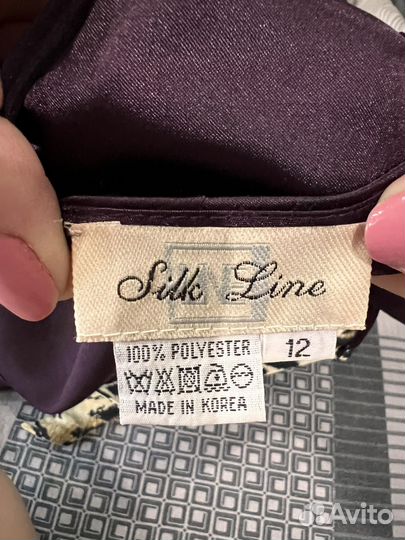 Silk Line
100% POLYESTER 12
MADE IN KOREA
Avito